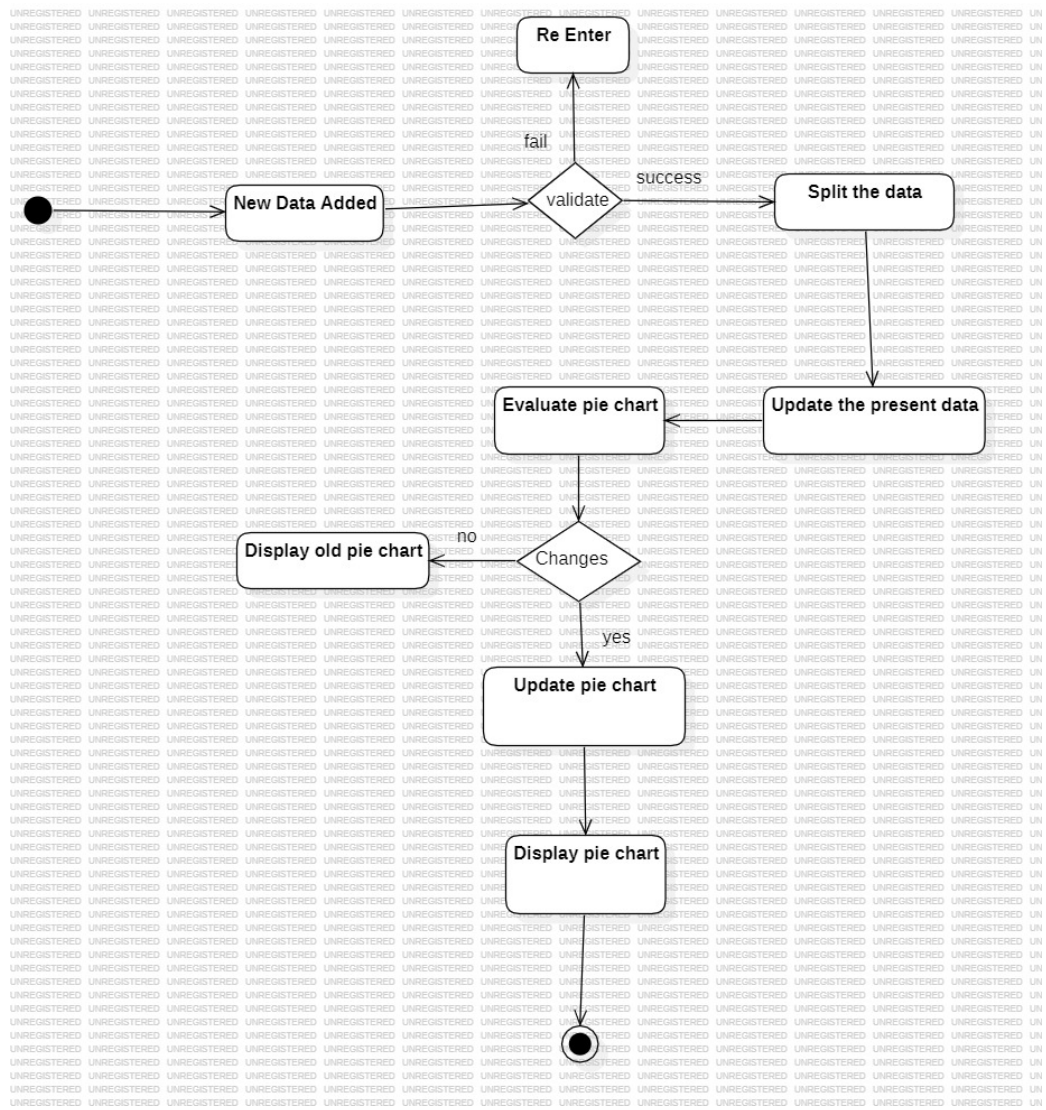 Re Enter
fail
success
New Data Added
validate
Split the data
Evaluate pie chart
Update the present data
no
Display old pie chart
Changes
yes
Update pie chart
Display pie chart
UNREGISTERED